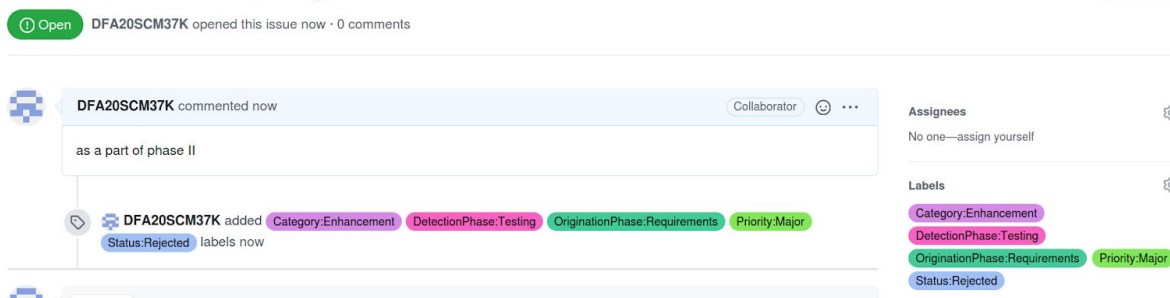 Open DFA20SCM37K opened this issue now · 0 comments
DFA20SCM37K commented now Collaborator
as a part of phase II
DFA20SCM37K added Category:Enhancement DetectionPhase:Testing OriginationPhase:Requirements Priority:Major
Status:Rejected labels now
Assignees
No one—assign yourself
Labels
Category:Enhancement
DetectionPhase:Testing
OriginationPhase:Requirements Priority:Major
Status:Rejected